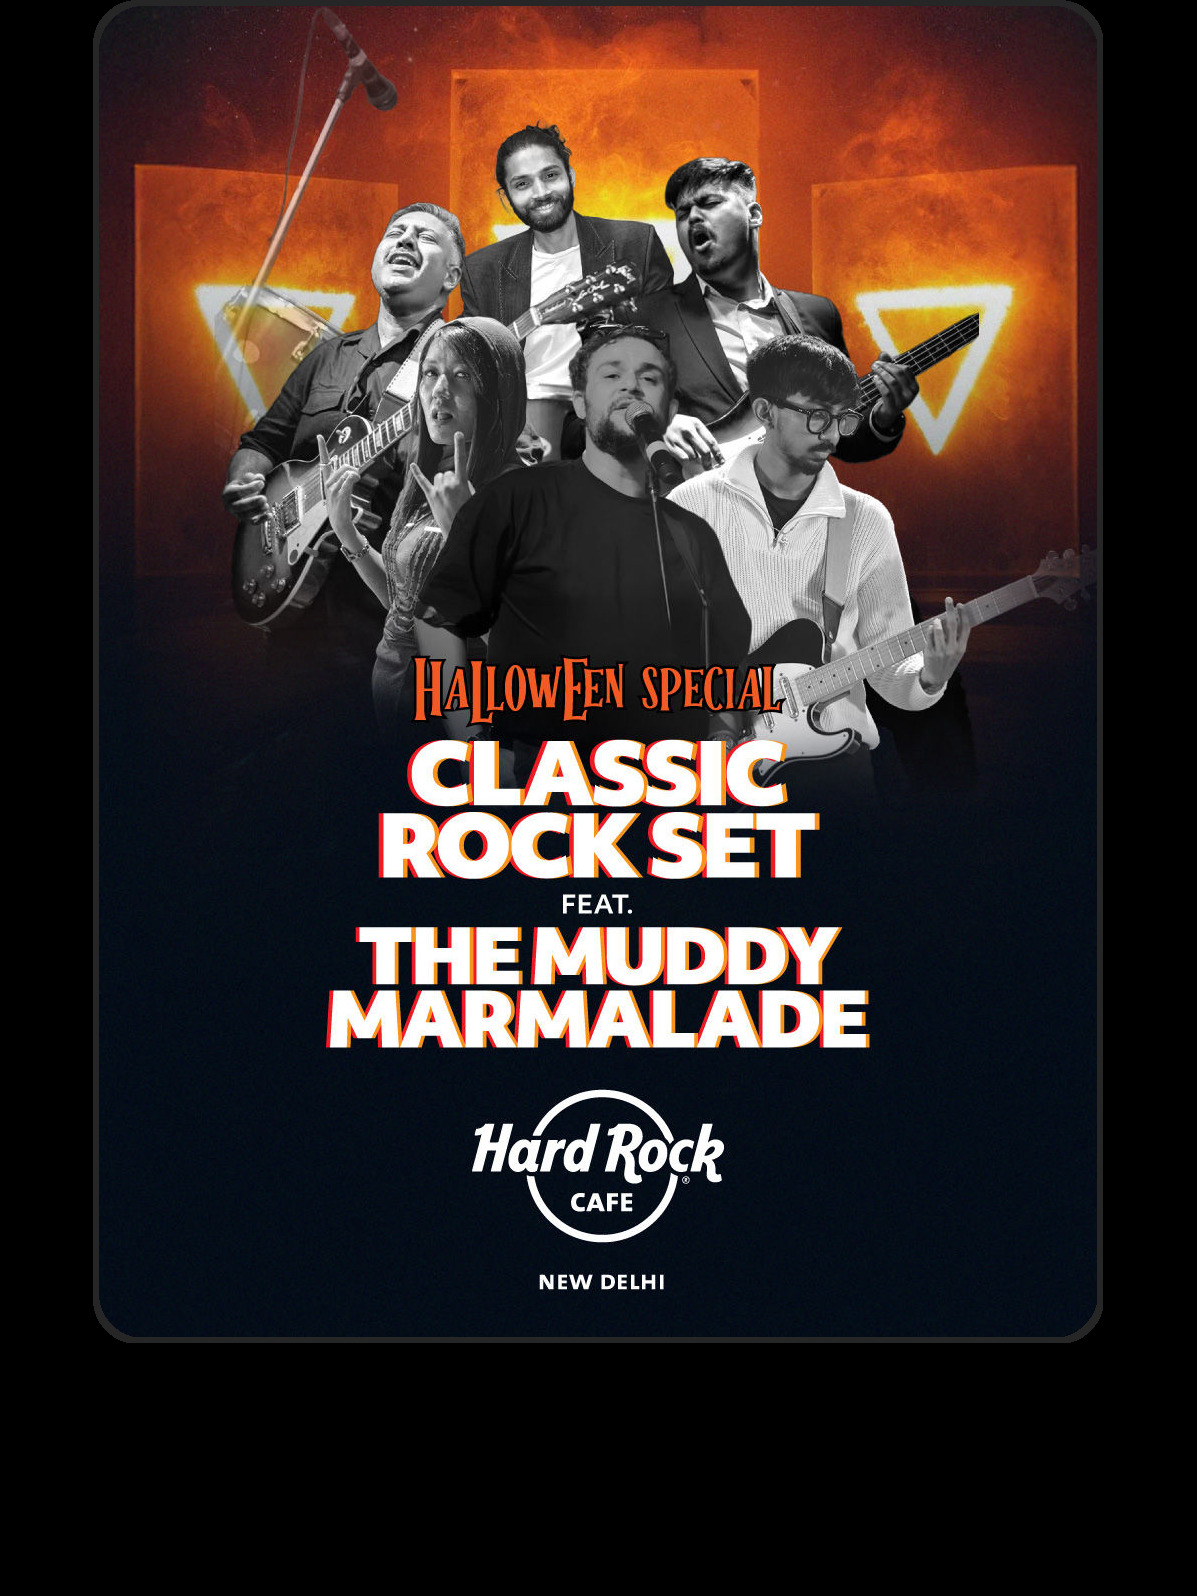 HALLOWEEN SPECIAL
CLASSIC
ROCK SET
FEAT.
THE MUDDY
MARMALADE
Hard Rock
®
CAFE
NEW DELHI